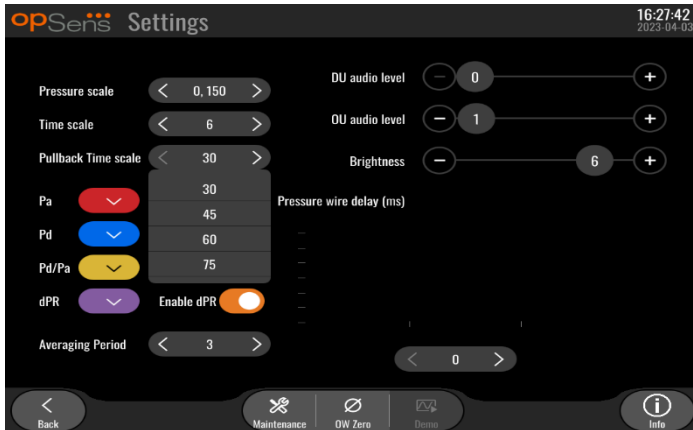 opSens Settings
16:27:42
2023-04-03
Pressure scale 0, 150
Time scale 6
Pullback Time scale 30
30
45
60
75
Pa
Pd
Pd/Pa
dPR Enable dPR
Averaging Period 3
DU audio level 0
OU audio level 1
Brightness 6
Pressure wire delay (ms)
0
Back
Maintenance
OW Zero
Demo
Info